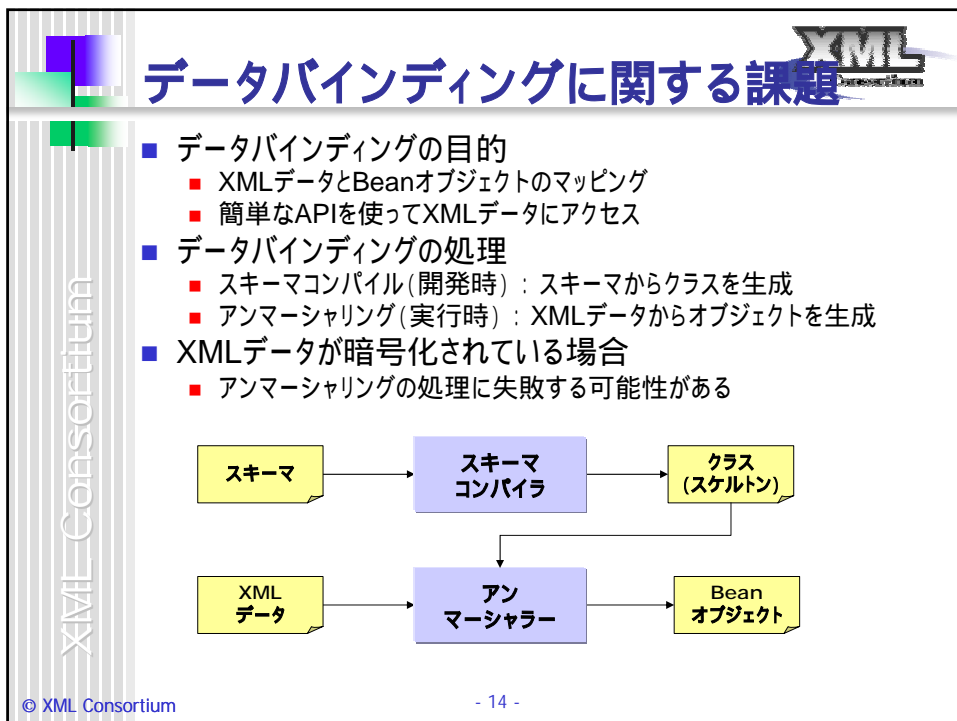 XML
Consortium
データバインディングに関する課題
データバインディングの目的
XMLデータとBeanオブジェクトのマッピング
簡単なAPIを使ってXMLデータにアクセス
データバインディングの処理
スキーマコンパイル(開発時) : スキーマからクラスを生成
アンマーシャリング(実行時) : XMLデータからオブジェクトを生成
XMLデータが暗号化されている場合
アンマーシャリングの処理に失敗する可能性がある
スキーマ
スキーマ
コンパイラ
クラス
(スケルトン)
XML
データ
アン
マーシャラー
Bean
オブジェクト
XML Consortium
© XML Consortium
- 14 -